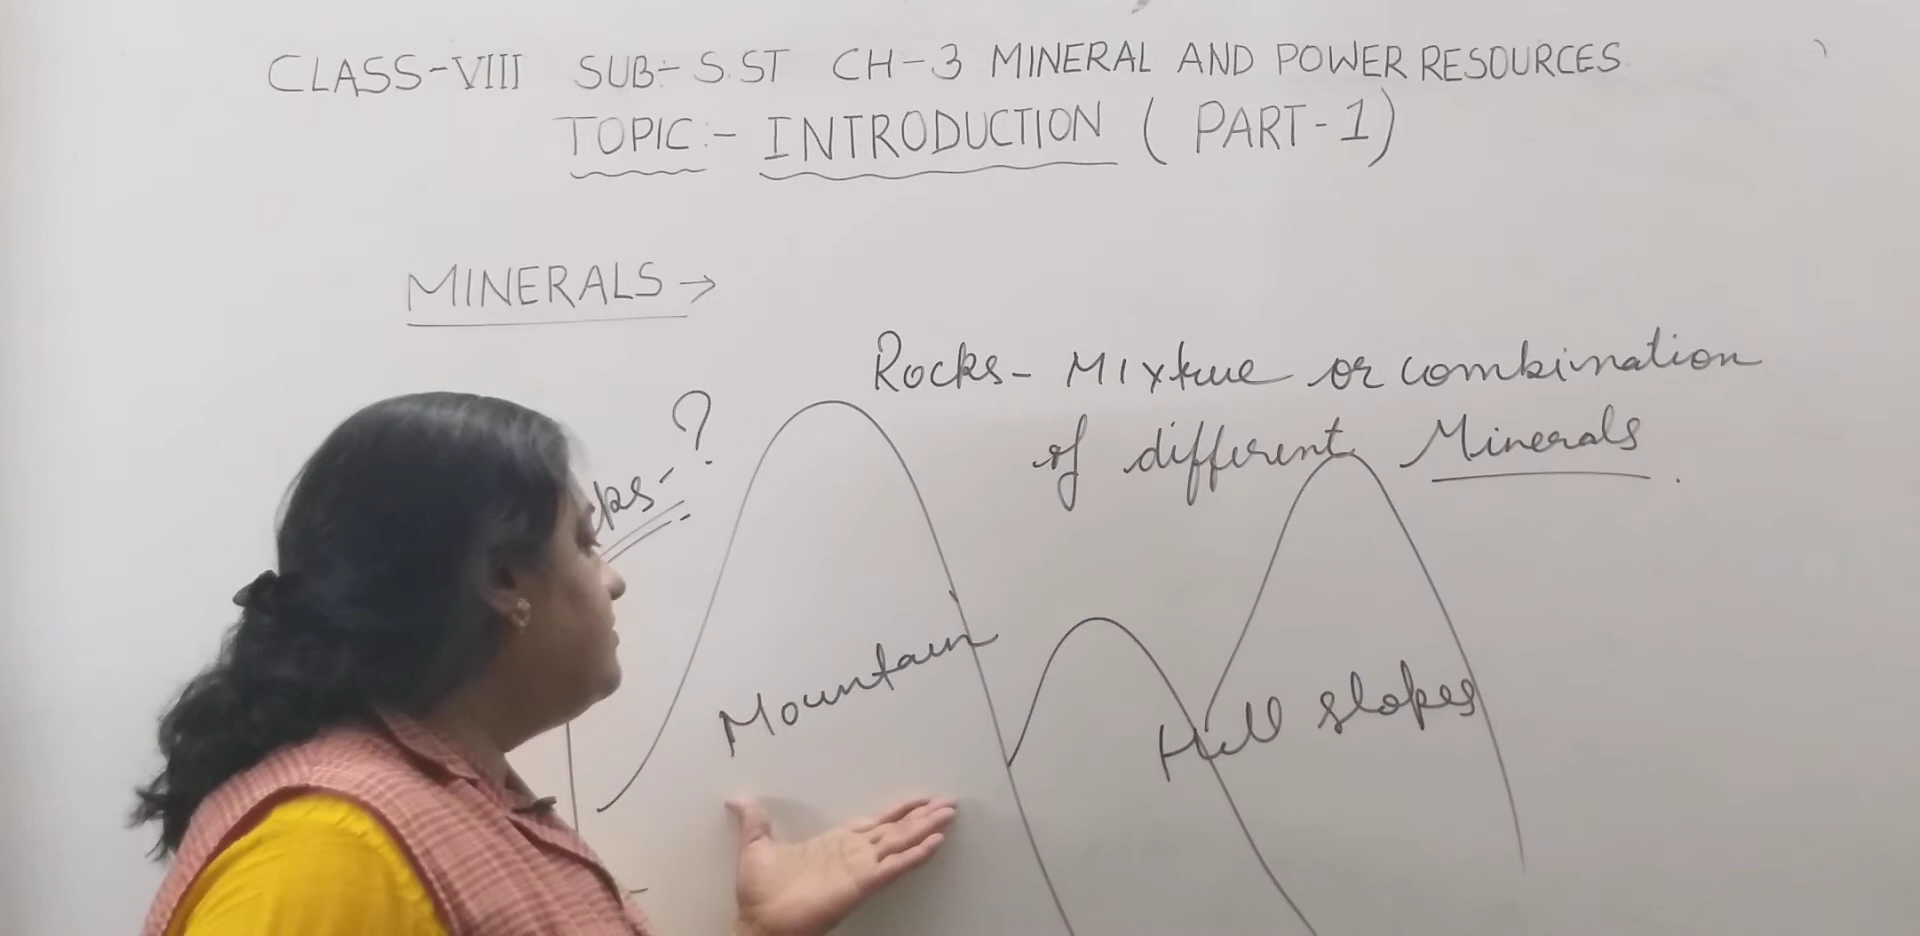 CLASS-VIII SUB:- S.ST CH-3 MINERAL AND POWER RESOURCES
TOPIC:- INTRODUCTION (PART-1)
MINERALS →
Rocks - Mixture or combination
of different Minerals.
?
Mountain
Hill slopes